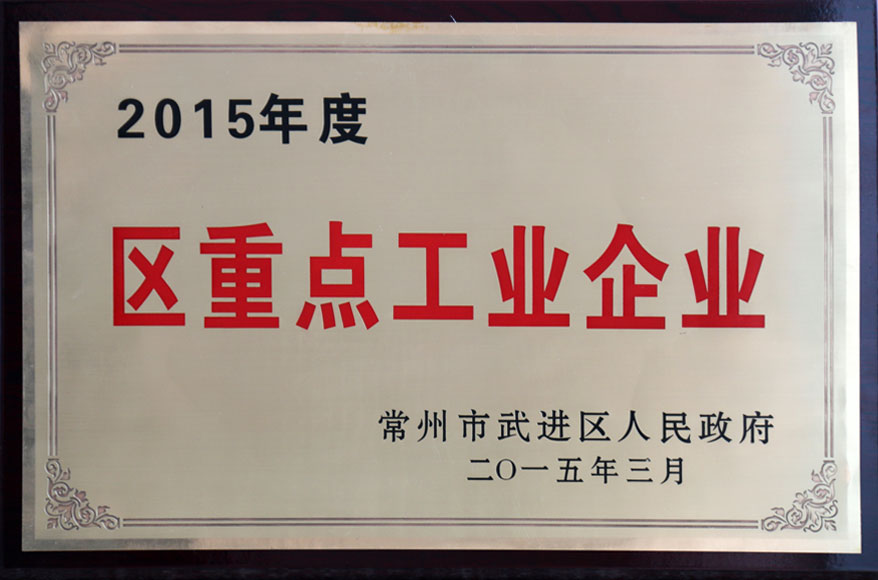 2015年度
区重点工业企业
常州市武进区人民政府
二〇一五年三月